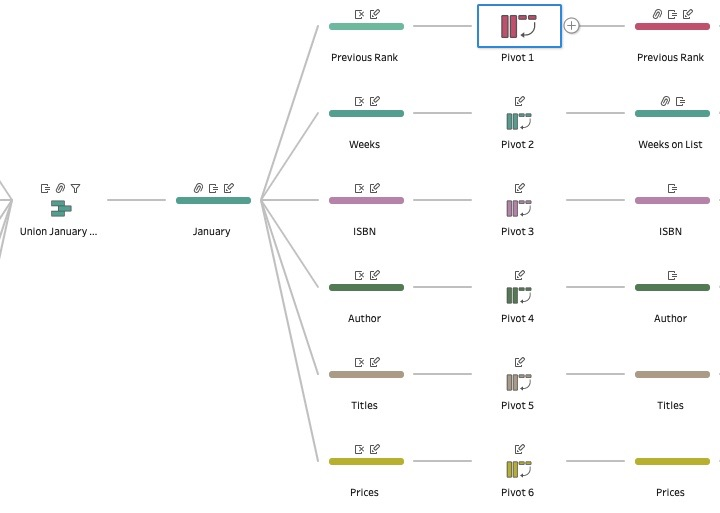 Previous Rank
Pivot 1
Previous Rank
Weeks
Pivot 2
Weeks on List
Union January ...
January
ISBN
Pivot 3
ISBN
Author
Pivot 4
Author
Titles
Pivot 5
Titles
Prices
Pivot 6
Prices